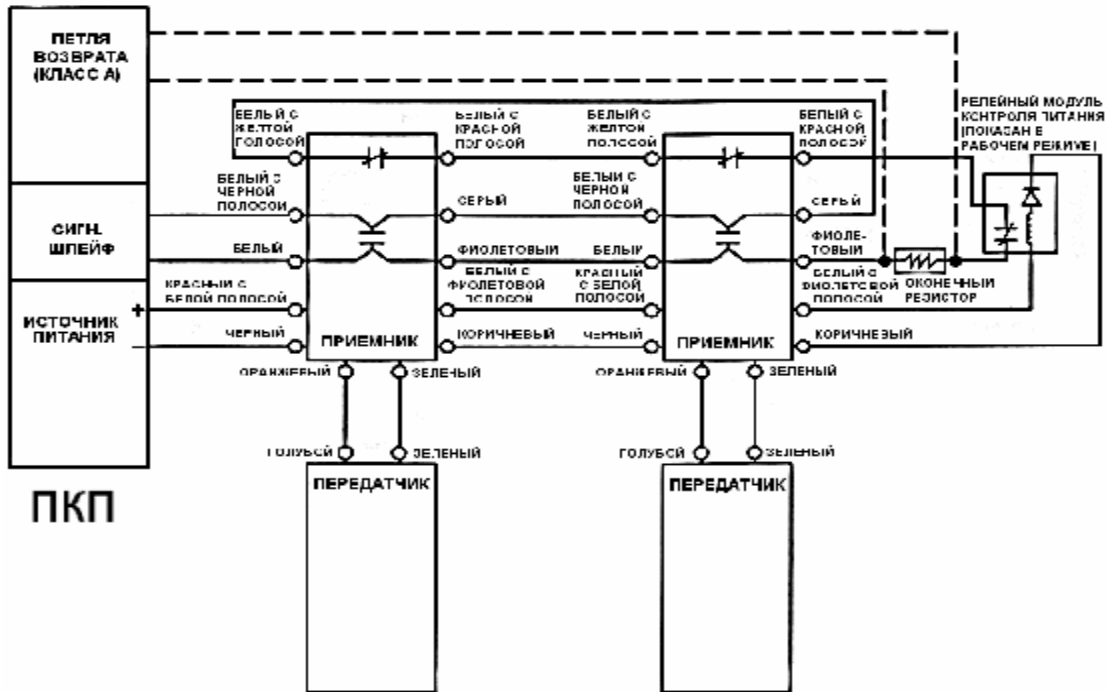 ПЕТЛЯ
ВОЗВРАТА
(КЛАСС А)
СИГН.
ШЛЕЙФ
ИСТОЧНИК
ПИТАНИЯ
+
–
ПКП
БЕЛЫЙ С
ЖЕЛТОЙ
ПОЛОСОЙ
БЕЛЫЙ С
ЧЕРНОЙ
ПОЛОСОЙ
БЕЛЫЙ
КРАСНЫЙ С
БЕЛОЙ ПОЛОСОЙ
ЧЕРНЫЙ
ПРИЕМНИК
БЕЛЫЙ С
КРАСНОЙ
ПОЛОСОЙ
СЕРЫЙ
ФИОЛЕТОВЫЙ
БЕЛЫЙ С
ФИОЛЕТОВОЙ
ПОЛОСОЙ
КОРИЧНЕВЫЙ
ОРАНЖЕВЫЙ
ЗЕЛЕНЫЙ
ГОЛУБОЙ
ЗЕЛЕНЫЙ
ПЕРЕДАТЧИК
БЕЛЫЙ С
ЖЕЛТОЙ
ПОЛОСОЙ
БЕЛЫЙ С
ЧЕРНОЙ
ПОЛОСОЙ
БЕЛЫЙ
КРАСНЫЙ
С БЕЛОЙ
ПОЛОСОЙ
ЧЕРНЫЙ
ПРИЕМНИК
БЕЛЫЙ С
КРАСНОЙ
ПОЛОСОЙ
СЕРЫЙ
ФИОЛЕ-
ТОВЫЙ
БЕЛЫЙ С
ФИОЛЕТОВОЙ
ПОЛОСОЙ
КОРИЧНЕВЫЙ
ОРАНЖЕВЫЙ
ЗЕЛЕНЫЙ
ГОЛУБОЙ
ЗЕЛЕНЫЙ
ПЕРЕДАТЧИК
ОКОНЕЧНЫЙ
РЕЗИСТОР
РЕЛЕЙНЫЙ МОДУЛЬ
КОНТРОЛЯ ПИТАНИЯ
(ПОКАЗАН В
РАБОЧЕМ РЕЖИМЕ)